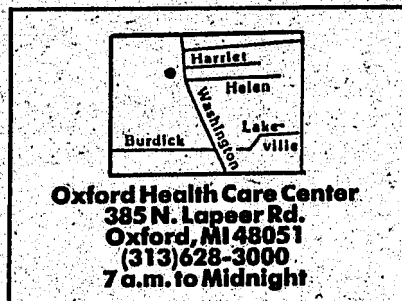 Harriet
Helen
Washington
Lake-
ville
Burdick
Oxford Health Care Center
385 N. Lapeer Rd.
Oxford, MI 48051
(313)628-3000
7 a.m. to Midnight